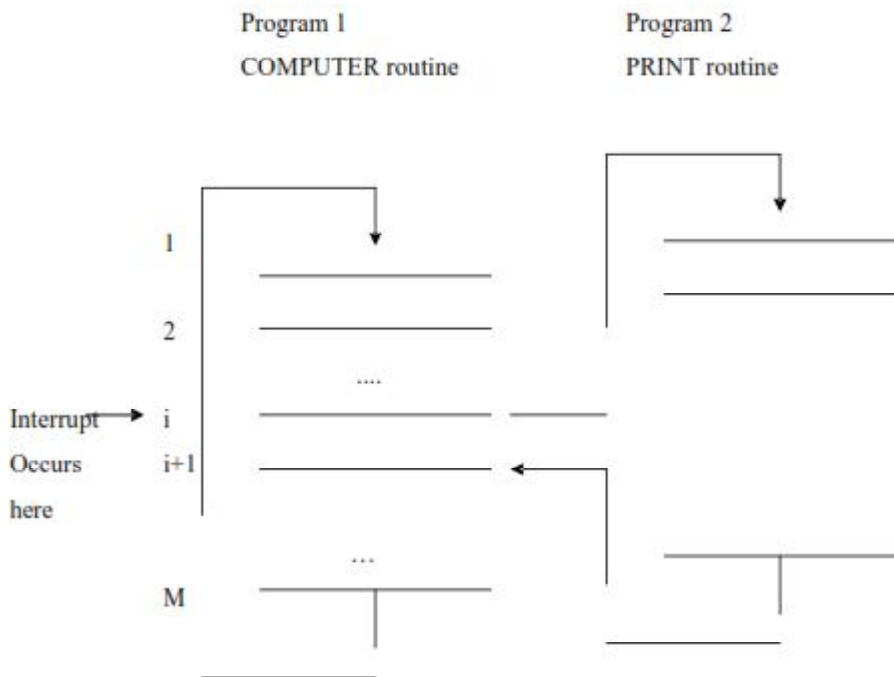 Program 1
COMPUTER routine
Program 2
PRINT routine
1
2
....
Interrupt
i
Occurs
i+1
here
...
M